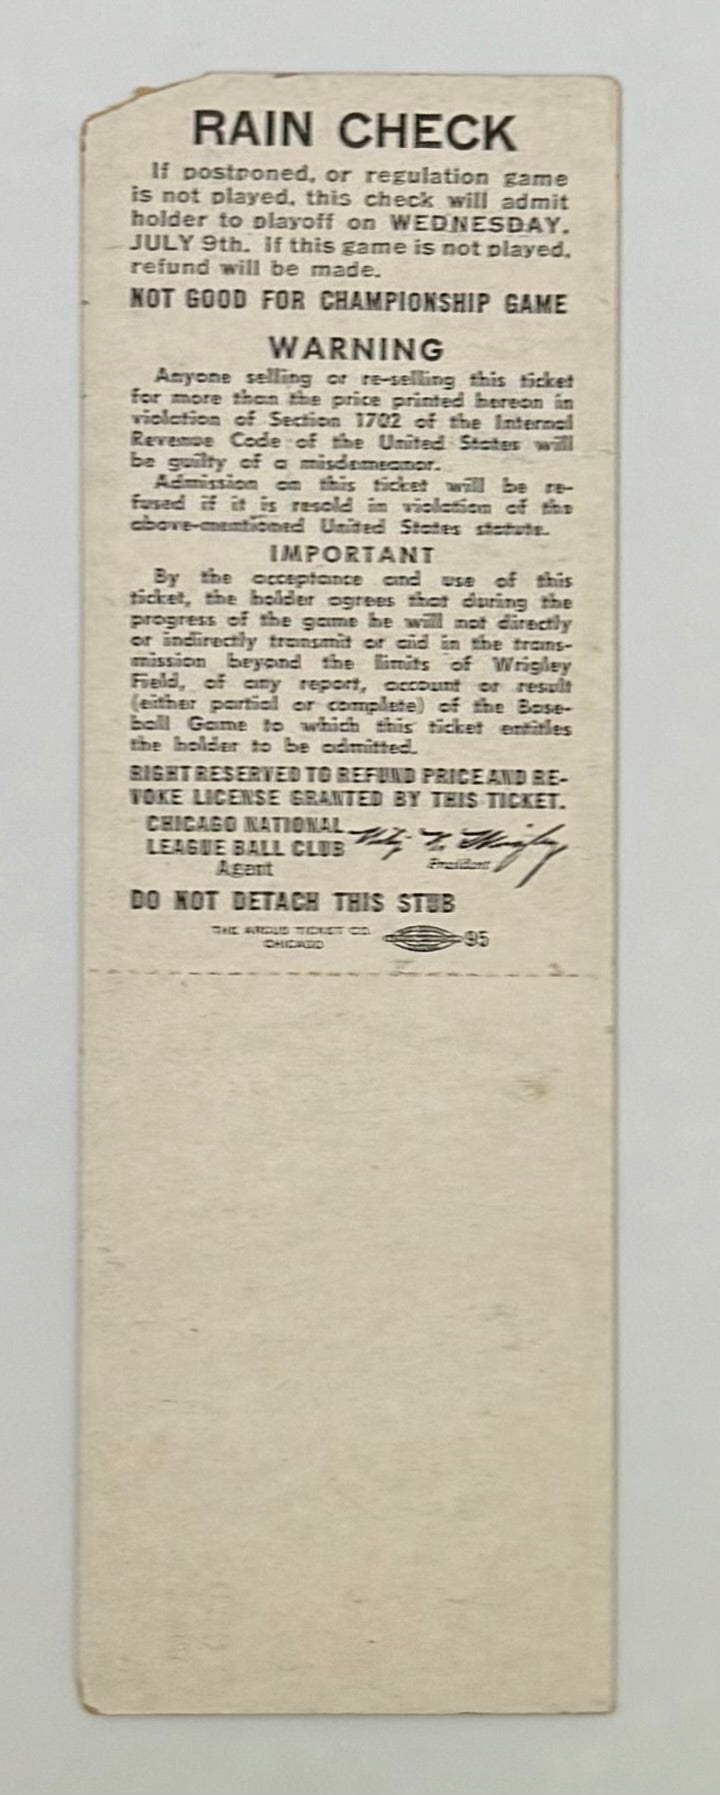 RAIN CHECK
If postponed, or regulation game
is not played, this check will admit
holder to playoff on WEDNESDAY,
JULY 9th. If this game is not played,
refund will be made.
NOT GOOD FOR CHAMPIONSHIP GAME
WARNING
Anyone selling or re-selling this ticket
for more than the price printed hereon in
violation of Section 1702 of the Internal
Revenue Code of the United States will
be guilty of a misdemeanor.
Admission on this ticket will be re-
fused if it is resold in violation of the
above-mentioned United States statute.
IMPORTANT
By the acceptance and use of this
ticket, the holder agrees that during the
progress of the game he will not directly
or indirectly transmit or aid in the trans-
mission beyond the limits of Wrigley
Field, of any report, account or result
(either partial or complete) of the Base-
ball Game to which this ticket entitles
the holder to be admitted.
RIGHT RESERVED TO REFUND PRICE AND RE-
VOKE LICENSE GRANTED BY THIS TICKET.
CHICAGO NATIONAL
LEAGUE BALL CLUB
Agent
Philip K. Wrigley
President
DO NOT DETACH THIS STUB
THE ARCUS TICKET CO.
CHICAGO
95